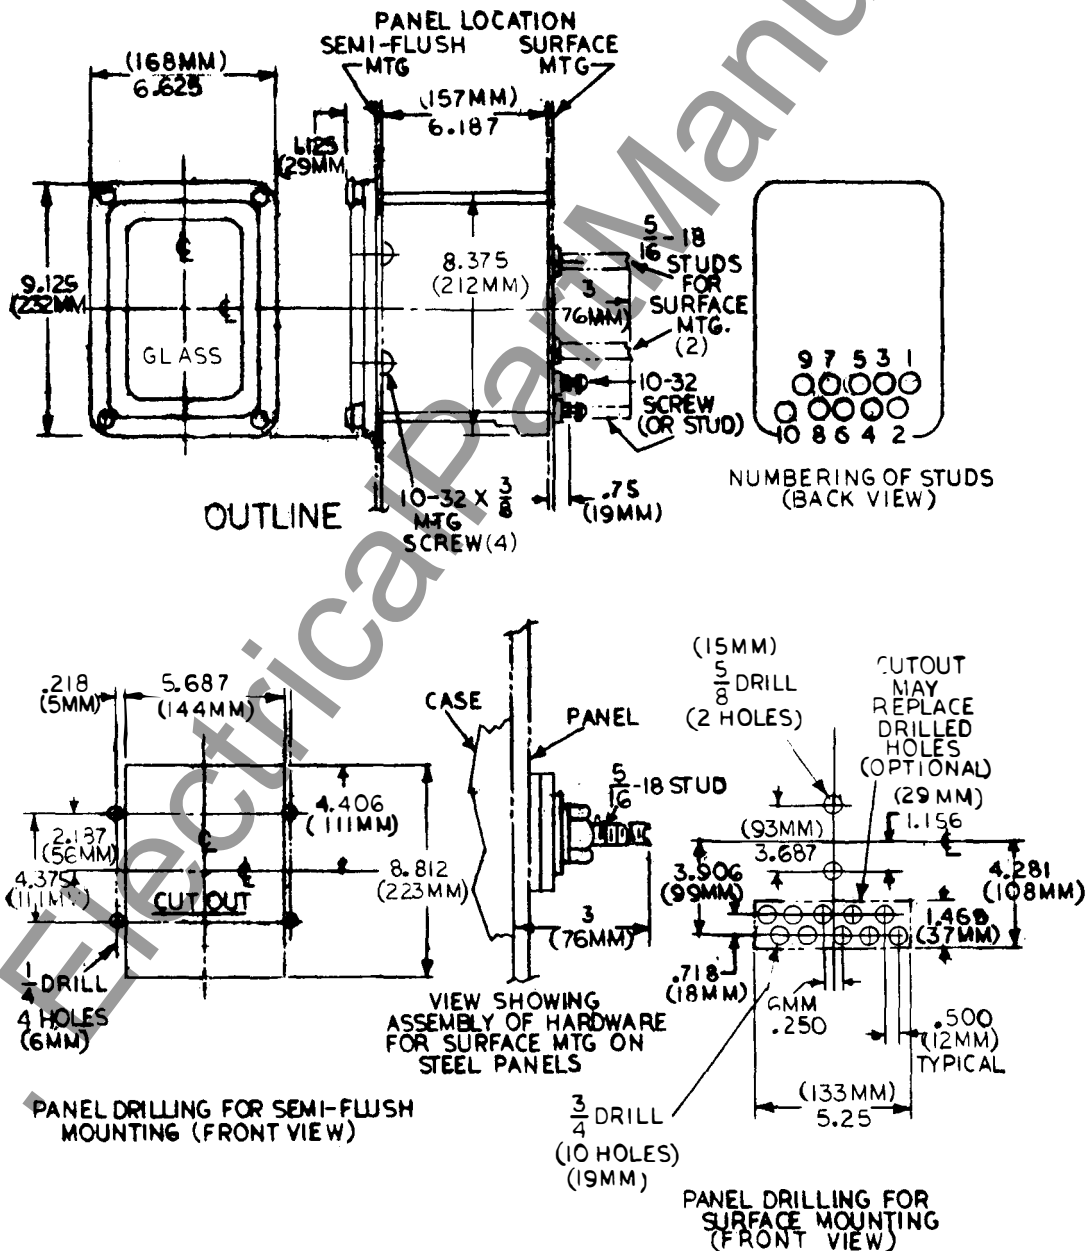 PANEL LOCATION
SEMI-FLUSH
MTG
SURFACE
MTG
(168MM)
6.625
(157MM)
6.187
1.125
(29MM
9.125
(232MM
GLASS
8.375
(212MM)
5/16-18
STUDS
FOR
SURFACE
MTG.
(2)
3
76MM)
10-32
SCREW
(OR STUD)
9 7 5 3 1
10 8 6 4 2
NUMBERING OF STUDS
(BACK VIEW)
OUTLINE
10-32 X 3/8
MTG
SCREW(4)
.75
(19MM)
.218
(5MM)
5.687
(144MM)
4.406
(111MM)
2.187
(56MM)
4.375
(111MM)
8.812
(223MM)
CUTOUT
1/4 DRILL
4 HOLES
(6MM)
PANEL DRILLING FOR SEMI-FLUSH
MOUNTING (FRONT VIEW)
CASE
PANEL
5/16-18 STUD
3
(76MM)
VIEW SHOWING
ASSEMBLY OF HARDWARE
FOR SURFACE MTG ON
STEEL PANELS
(15MM)
5/8 DRILL
(2 HOLES)
CUTOUT
MAY
REPLACE
DRILLED
HOLES
(OPTIONAL)
(29MM)
1.156
(93MM)
3.687
3.906
(99MM)
4.281
(108MM)
1.468
(37MM)
.718
(18MM)
6MM
.250
.500
(12MM)
TYPICAL
(133MM)
5.25
3/4 DRILL
(10 HOLES)
(19MM)
PANEL DRILLING FOR
SURFACE MOUNTING
(FRONT VIEW)